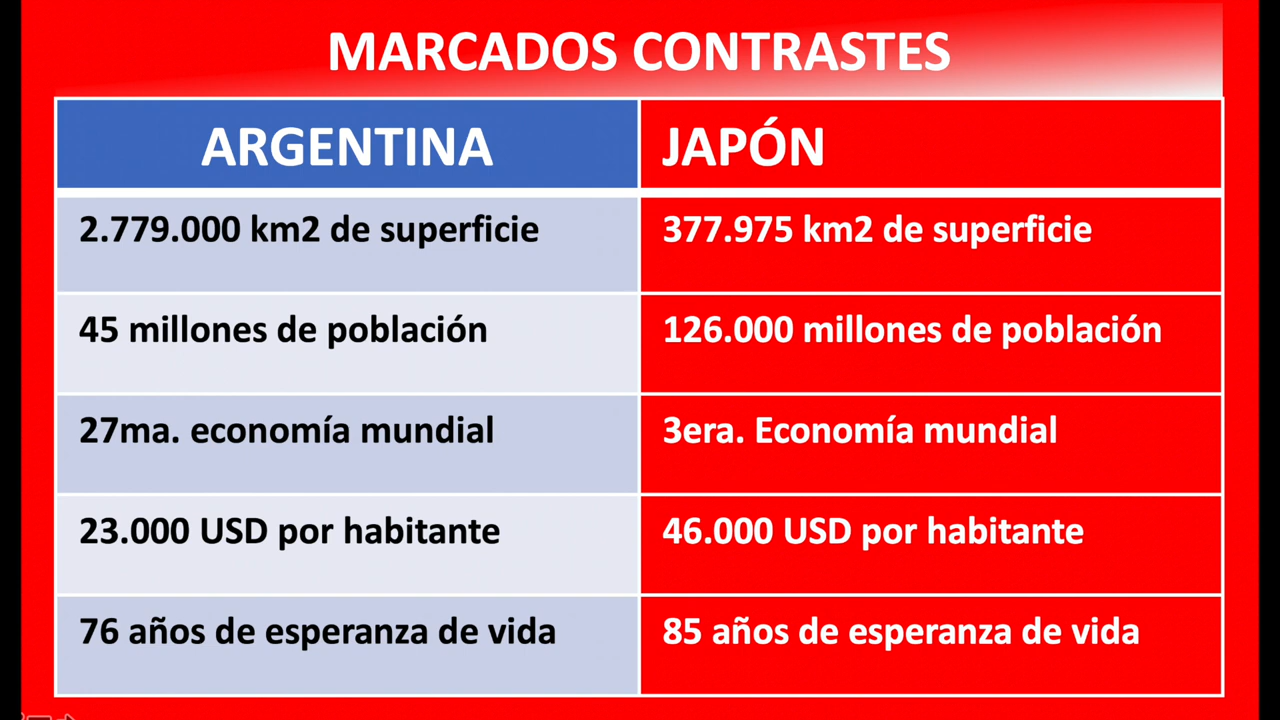 MARCADOS CONTRASTES
ARGENTINA
JAPÓN
2.779.000 km2 de superficie
377.975 km2 de superficie
45 millones de población
126.000 millones de población
27ma. economía mundial
3era. Economía mundial
23.000 USD por habitante
46.000 USD por habitante
76 años de esperanza de vida
85 años de esperanza de vida